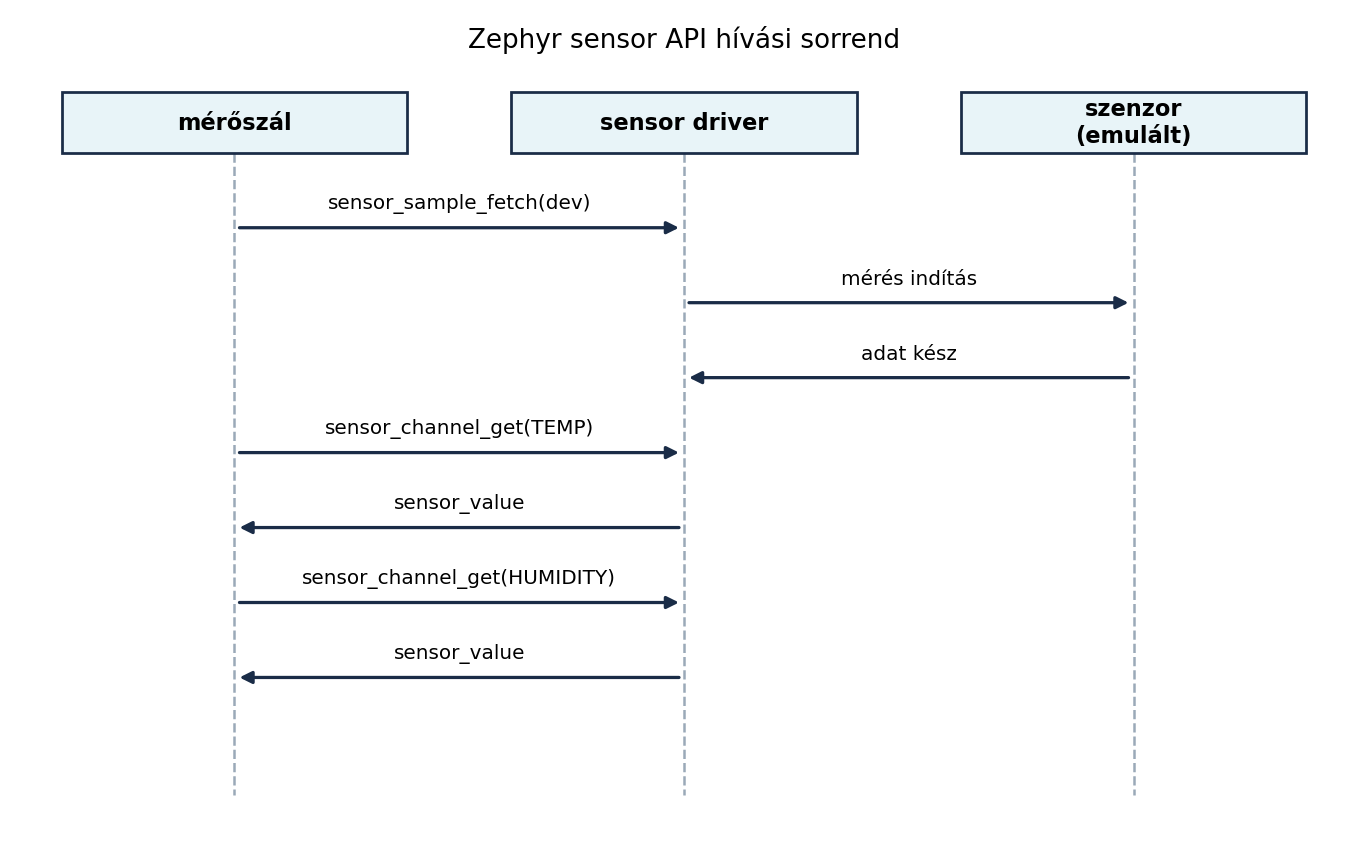 Zephyr sensor API hívási sorrend
mérőszál
sensor driver
szenzor
(emulált)
sensor_sample_fetch(dev)
mérés indítás
adat kész
sensor_channel_get(TEMP)
sensor_value
sensor_channel_get(HUMIDITY)
sensor_value